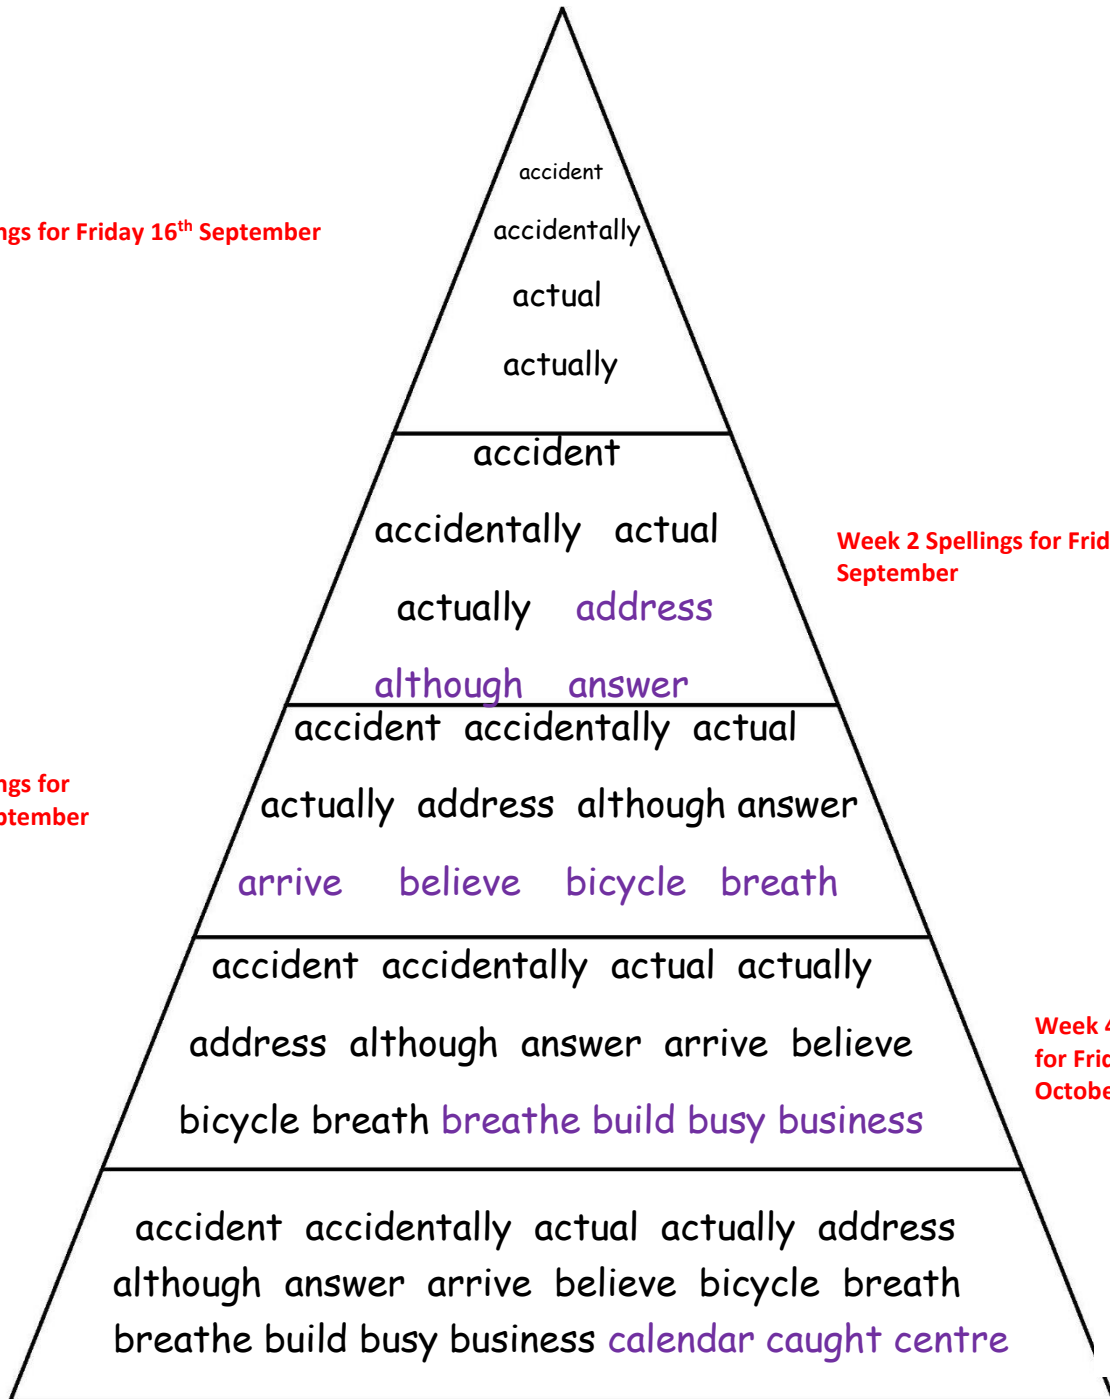 accident
ngs for Friday 16th September
accidentally
actual
actually
accident
accidentally actual
Week 2 Spellings for Frid
September
actually address
although answer
accident accidentally actual
ngs for
ptember
actually address although answer
arrive believe bicycle breath
accident accidentally actual actually
Week 4
for Frid
Octobe
address although answer arrive believe
bicycle breath breathe build busy business
accident accidentally actual actually address
although answer arrive believe bicycle breath
breathe build busy business calendar caught centre